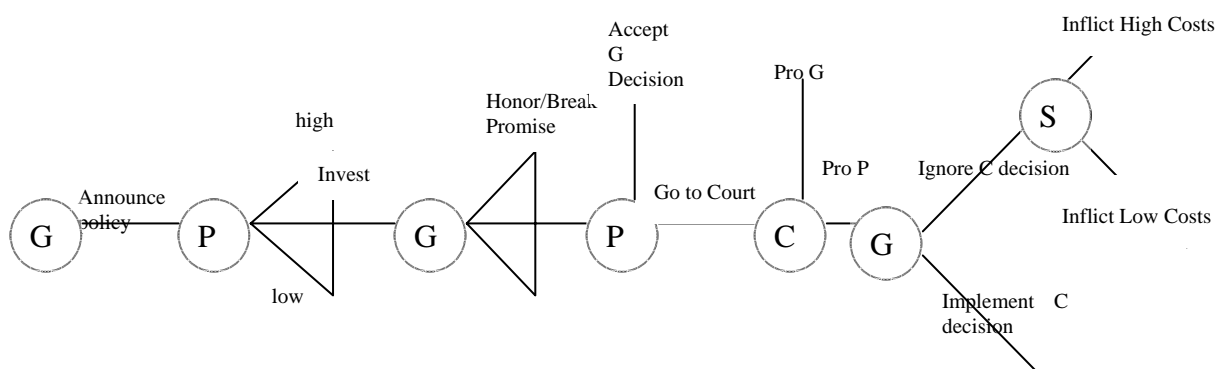 Inflict High Costs
Accept
G
Decision
Pro G
Honor/Break
Promise
high
S
Invest
Pro P
Ignore C decision
Announce
policy
Go to Court
G
P
G
P
C
G
Inflict Low Costs
low
Implement C
decision